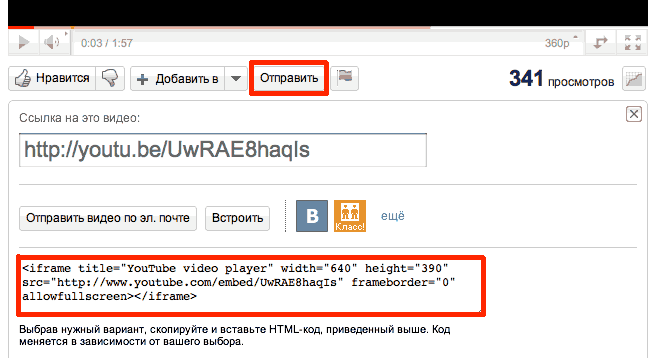 0:03 / 1:57 360p
Нравится Добавить в Отправить 341 просмотров
Ссылка на это видео:
http://youtu.be/UwRAE8haqIs
Отправить видео по эл. почте Встроить В Класс! ещё
<iframe title="YouTube video player" width="640" height="390"
src="http://www.youtube.com/embed/UwRAE8haqIs" frameborder="0"
allowfullscreen></iframe>
Выбрав нужный вариант, скопируйте и вставьте HTML-код, приведенный выше. Код
меняется в зависимости от вашего выбора.